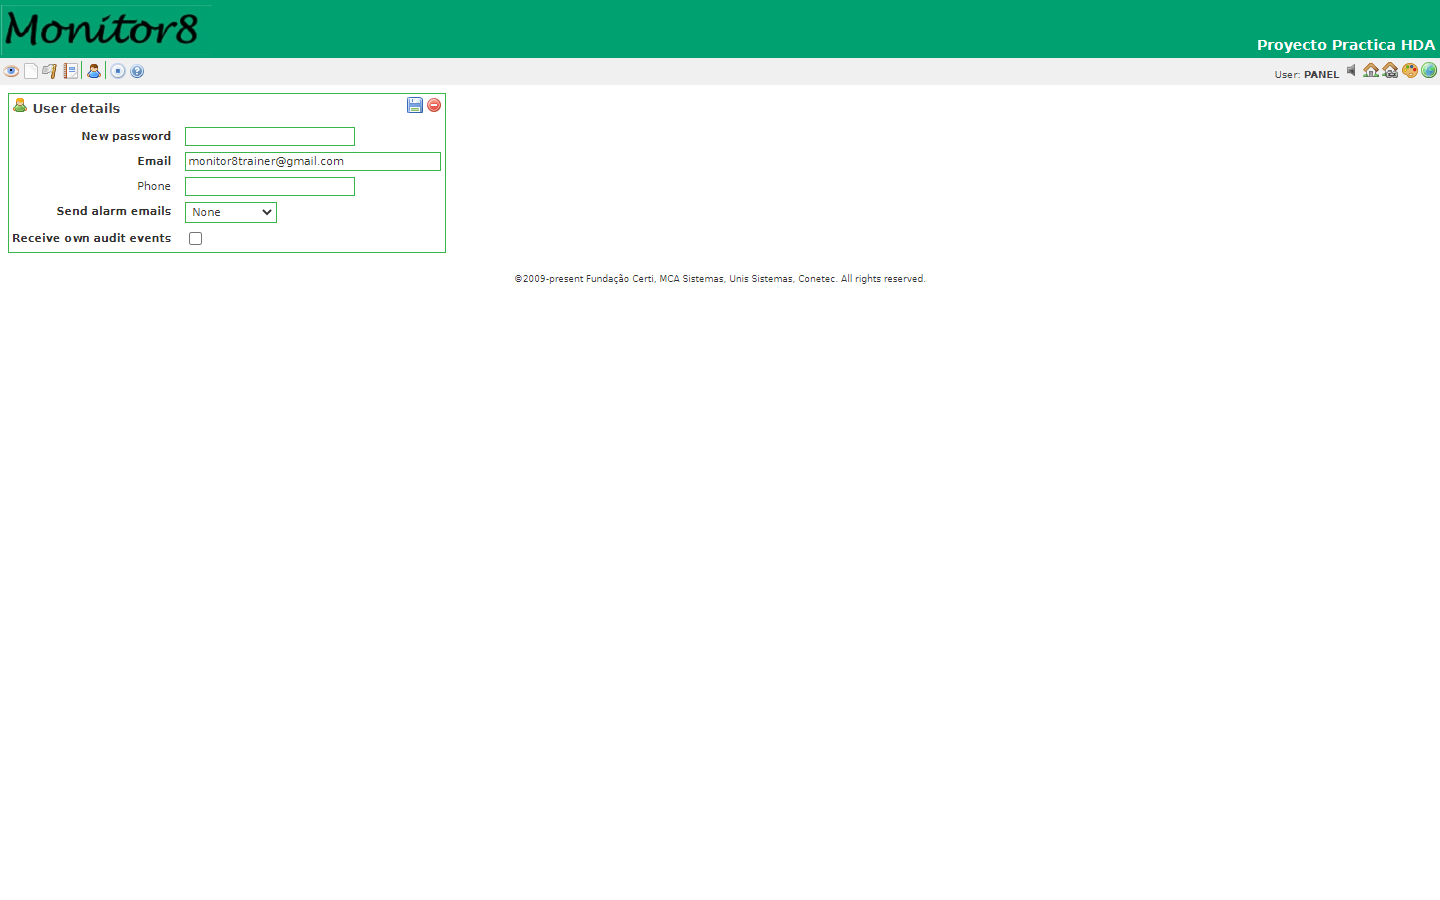 Monitor8
Proyecto Practica HDA
User: PANEL
User details
New password
Email monitor8trainer@gmail.com
Phone
Send alarm emails None
Receive own audit events
©2009-present Fundação Certi, MCA Sistemas, Unis Sistemas, Conetec. All rights reserved.